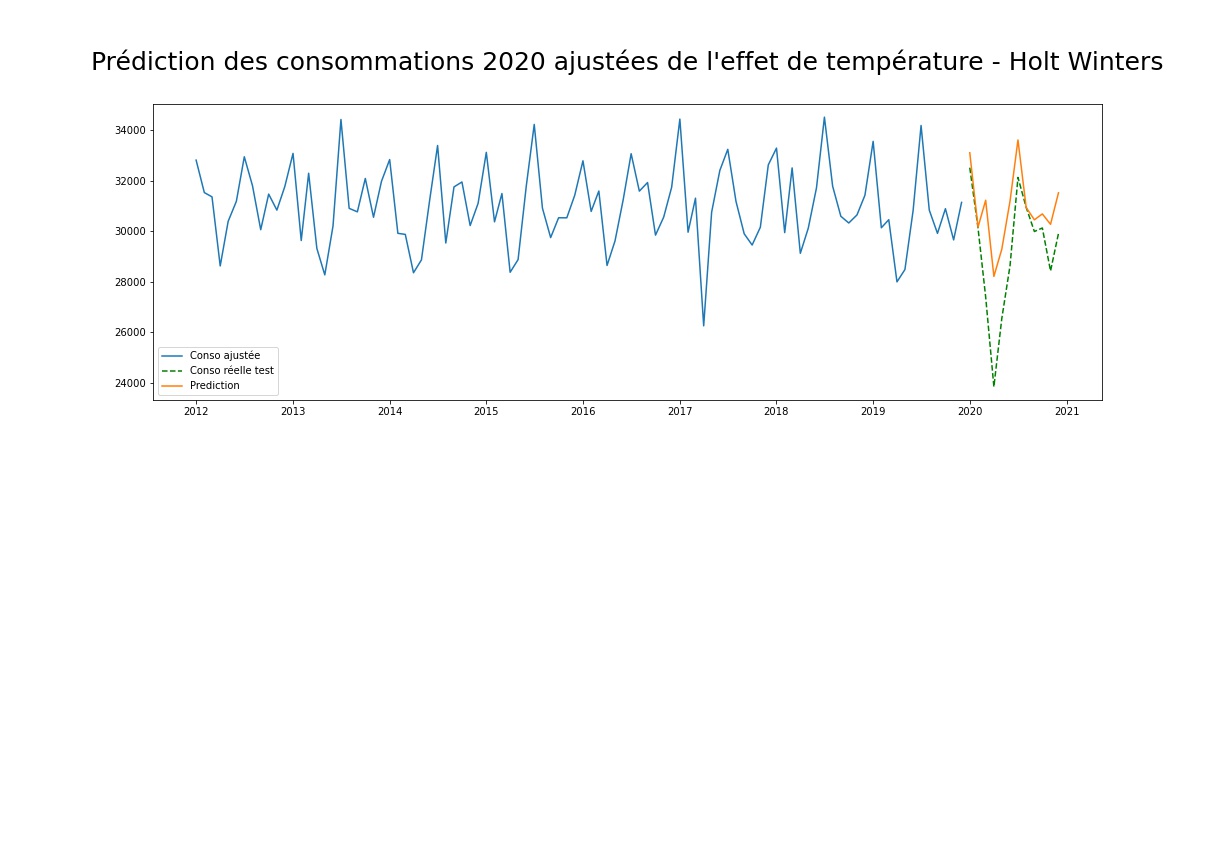 Prédiction des consommations 2020 ajustées de l'effet de température - Holt Winters
34000
32000
30000
28000
26000
24000
Conso ajustée
Conso réelle test
Prediction
2012 2013 2014 2015 2016 2017 2018 2019 2020 2021